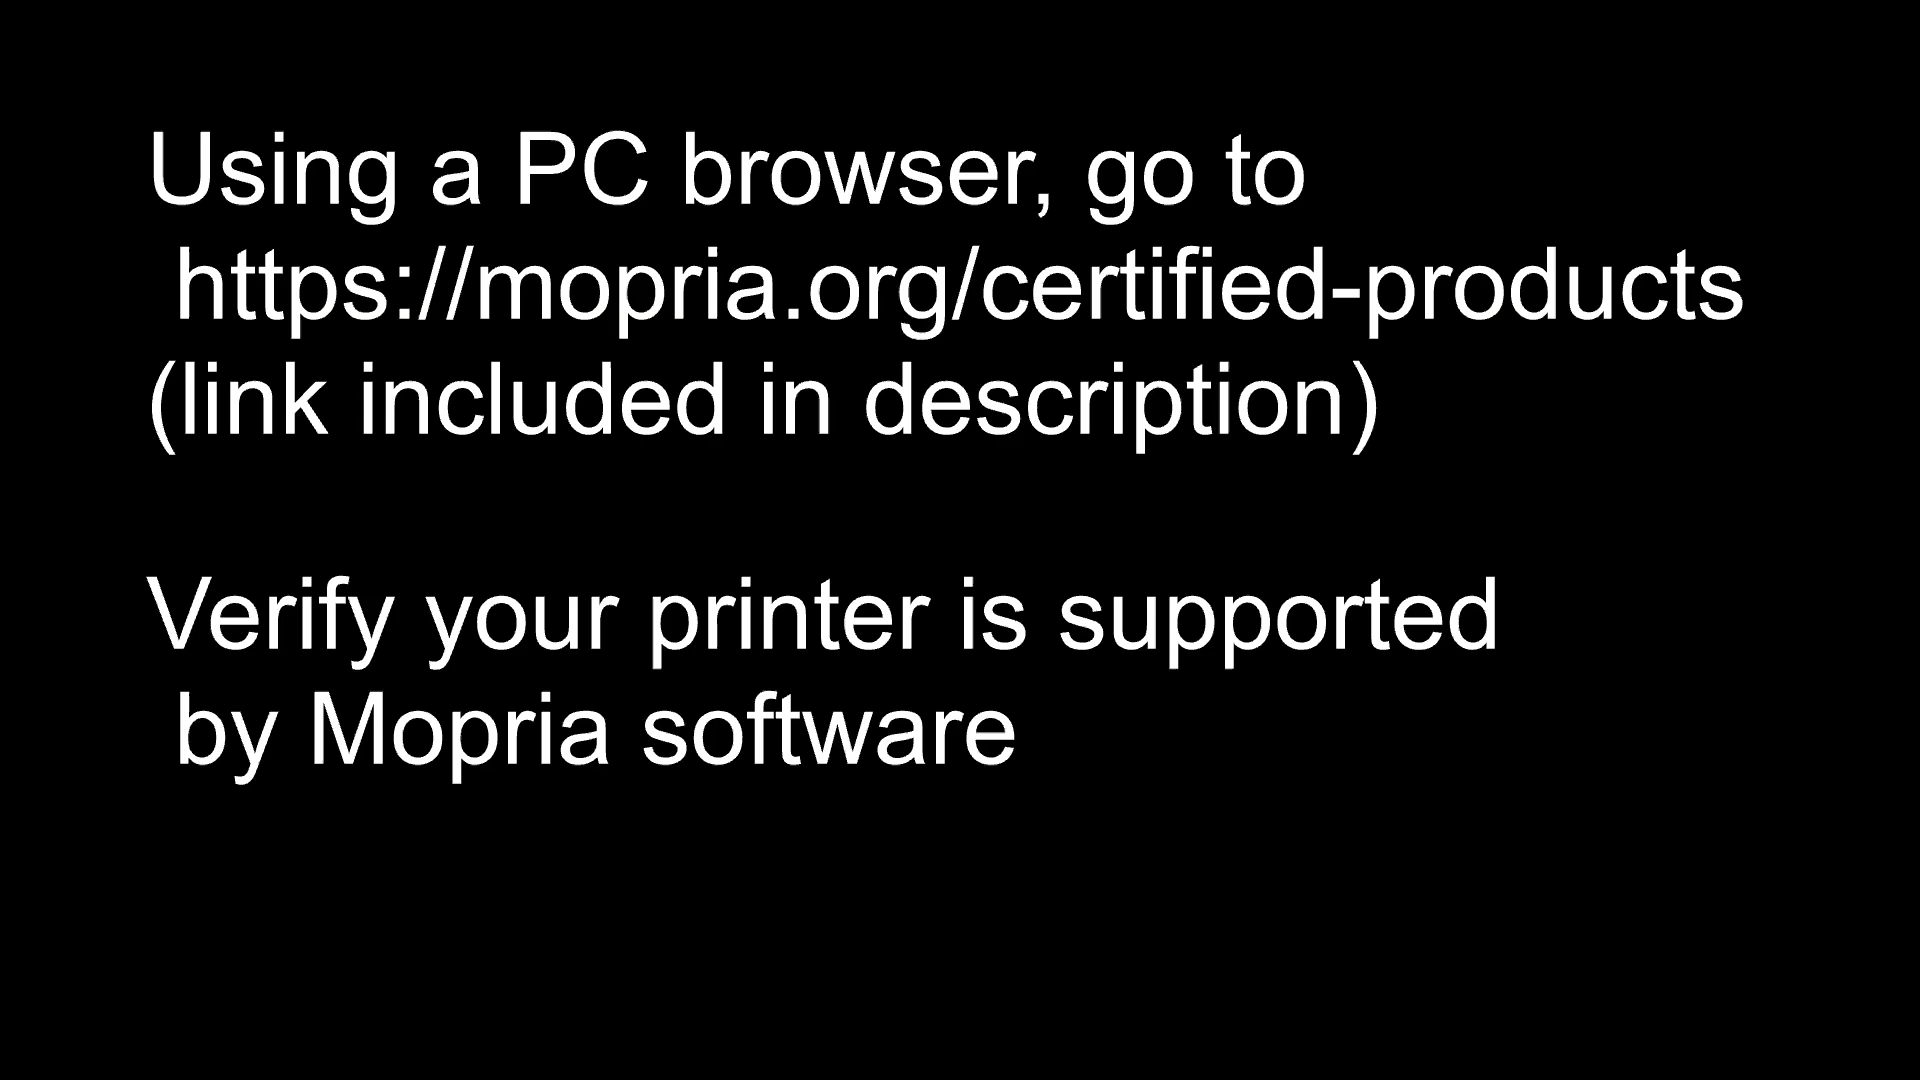 Using a PC browser, go to
https://mopria.org/certified-products
(link included in description)
Verify your printer is supported
by Mopria software